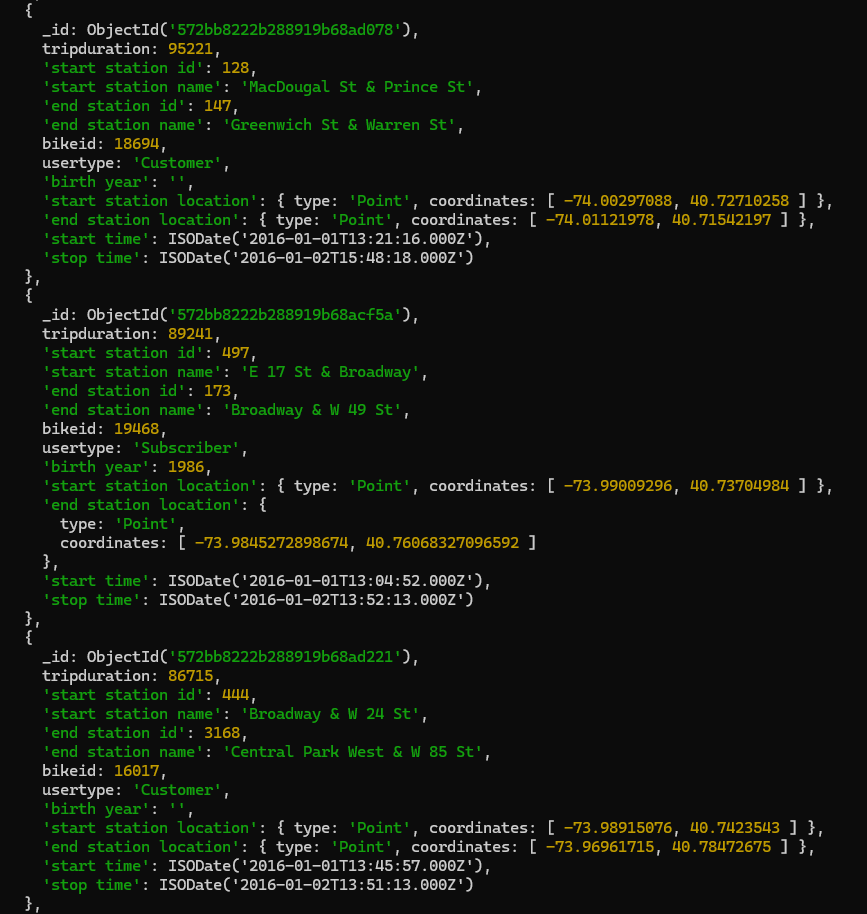 {
_id: ObjectId('572bb8222b288919b68ad078'),
tripduration: 95221,
'start station id': 128,
'start station name': 'MacDougal St & Prince St',
'end station id': 147,
'end station name': 'Greenwich St & Warren St',
bikeid: 18694,
usertype: 'Customer',
'birth year': '',
'start station location': { type: 'Point', coordinates: [ -74.00297088, 40.72710258 ] },
'end station location': { type: 'Point', coordinates: [ -74.01121978, 40.71542197 ] },
'start time': ISODate('2016-01-01T13:21:16.000Z'),
'stop time': ISODate('2016-01-02T15:48:18.000Z')
},
{
_id: ObjectId('572bb8222b288919b68acf5a'),
tripduration: 89241,
'start station id': 497,
'start station name': 'E 17 St & Broadway',
'end station id': 173,
'end station name': 'Broadway & W 49 St',
bikeid: 19468,
usertype: 'Subscriber',
'birth year': 1986,
'start station location': { type: 'Point', coordinates: [ -73.99009296, 40.73704984 ] },
'end station location': {
type: 'Point',
coordinates: [ -73.9845272898674, 40.76068327096592 ]
},
'start time': ISODate('2016-01-01T13:04:52.000Z'),
'stop time': ISODate('2016-01-02T13:52:13.000Z')
},
{
_id: ObjectId('572bb8222b288919b68ad221'),
tripduration: 86715,
'start station id': 444,
'start station name': 'Broadway & W 24 St',
'end station id': 3168,
'end station name': 'Central Park West & W 85 St',
bikeid: 16017,
usertype: 'Customer',
'birth year': '',
'start station location': { type: 'Point', coordinates: [ -73.98915076, 40.7423543 ] },
'end station location': { type: 'Point', coordinates: [ -73.96961715, 40.78472675 ] },
'start time': ISODate('2016-01-01T13:45:57.000Z'),
'stop time': ISODate('2016-01-02T13:51:13.000Z')
},